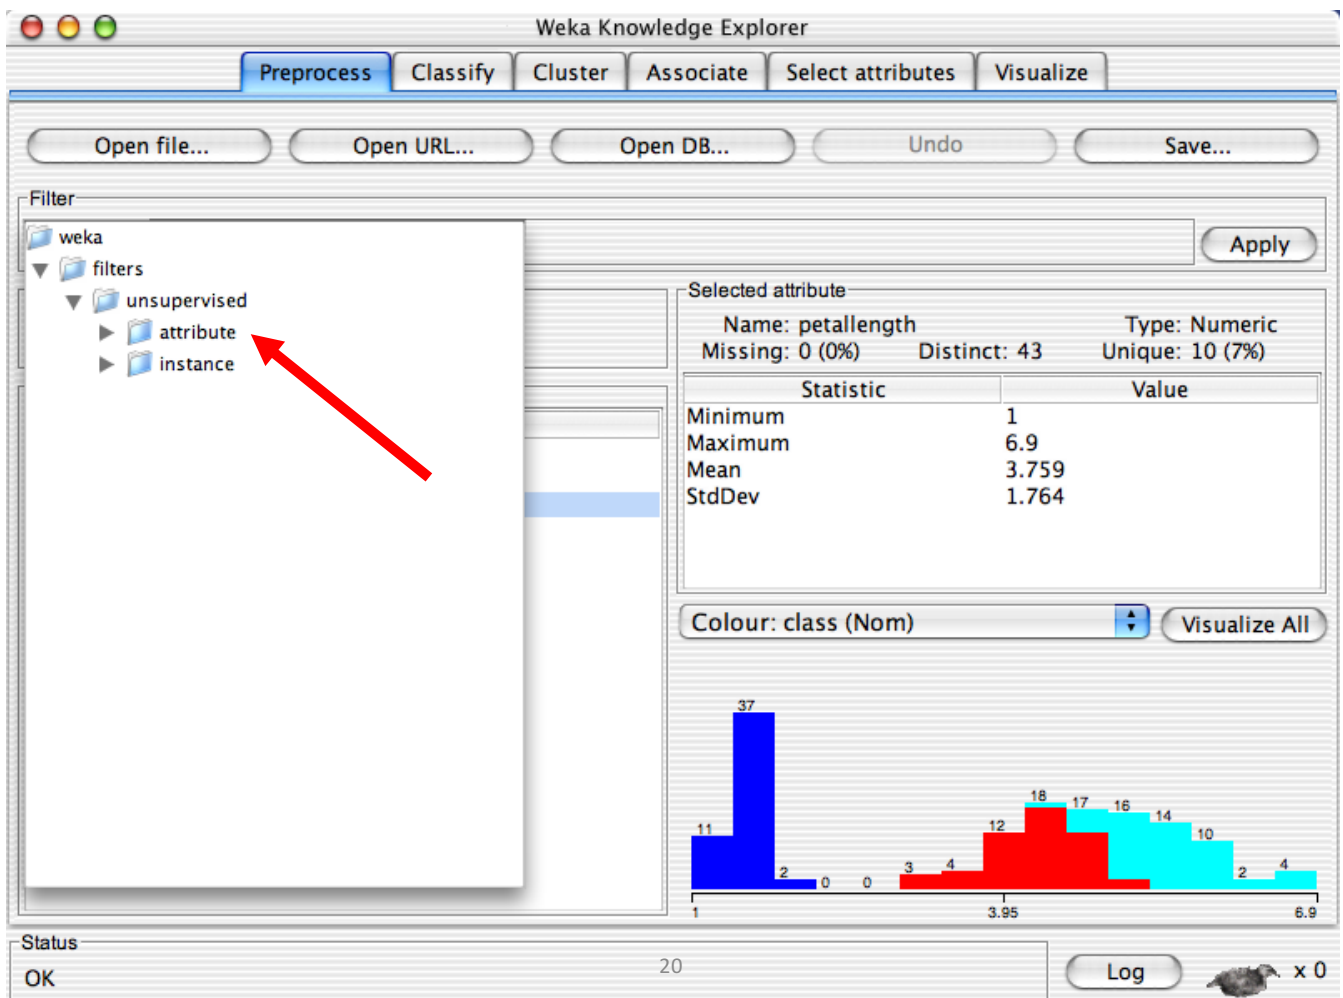 Weka Knowledge Explorer
Preprocess Classify Cluster Associate Select attributes Visualize
Open file... Open URL... Open DB... Undo Save...
Filter
weka
filters
unsupervised
attribute
instance
Apply
Selected attribute
Name: petallength Type: Numeric
Missing: 0 (0%) Distinct: 43 Unique: 10 (7%)
Statistic Value
Minimum 1
Maximum 6.9
Mean 3.759
StdDev 1.764
Colour: class (Nom) Visualize All
11 37 2 0 0 3 4 12 18 17 16 14 10 2 4
1 3.95 6.9
Status
OK
20
Log x 0